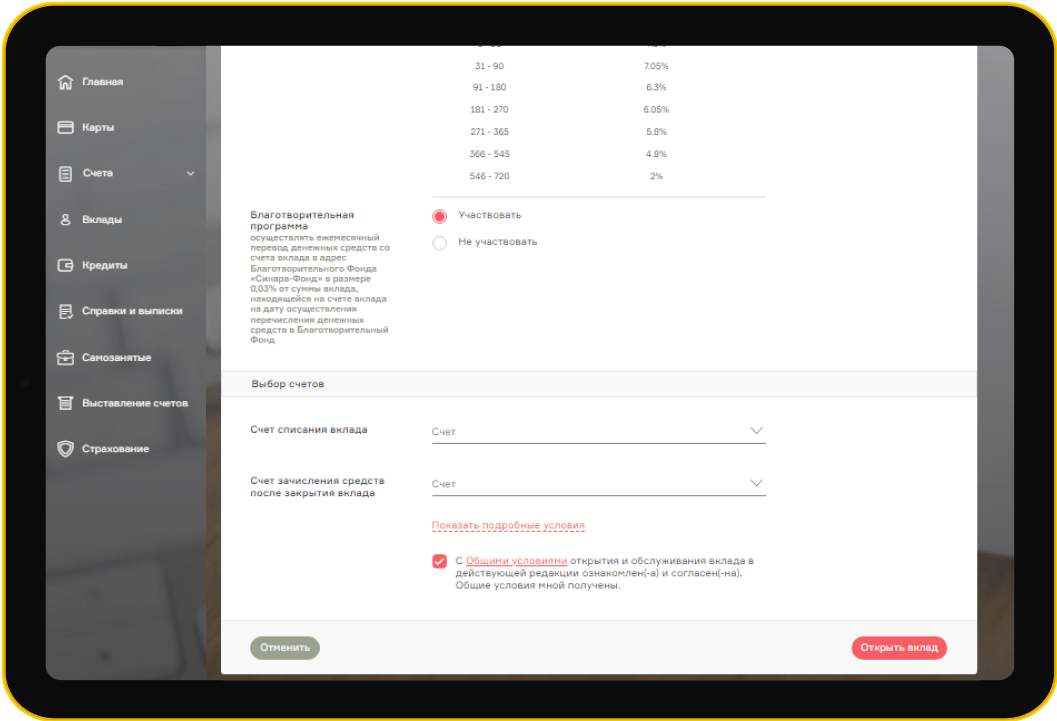 Главная
Карты
Счета
Вклады
Кредиты
Справки и выписки
Самозанятые
Выставление счетов
Страхование
31 - 90 7.05%
91 - 180 6.3%
181 - 270 6.05%
271 - 365 5.8%
366 - 545 4.8%
546 - 720 2%
Благотворительная
программа
осуществлять ежемесячный
перевод денежных средств со
счета вклада в адрес
Благотворительного Фонда
«Синара-Фонд» в размере
0,03% от суммы вклада,
находящейся на счете вклада
на дату осуществления
перечисления денежных
средств в Благотворительный
Фонд
Участвовать
Не участвовать
Выбор счетов
Счет списания вклада
Счет
Счет зачисления средств
после закрытия вклада
Счет
Показать подробные условия
С Общими условиями открытия и обслуживания вклада в
действующей редакции ознакомлен(-а) и согласен(-на).
Общие условия мной получены.
Отменить
Открыть вклад